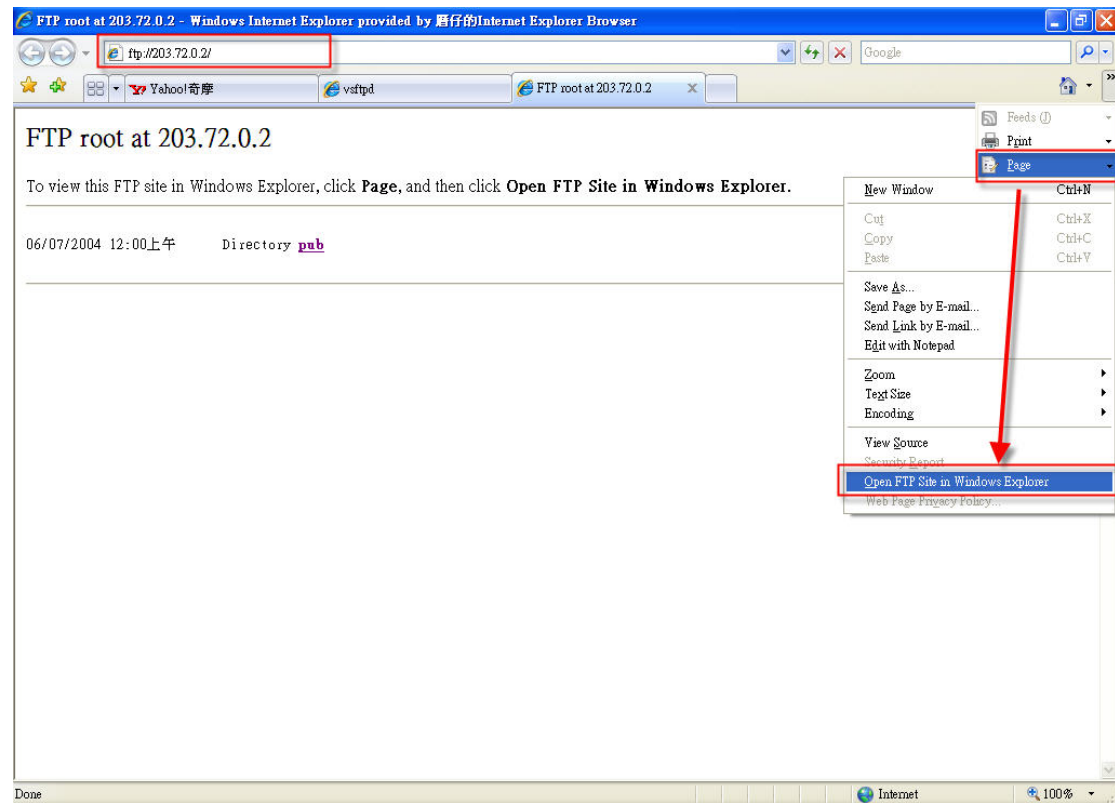 FTP root at 203.72.0.2 - Windows Internet Explorer provided by 曆仔的Internet Explorer Browser
ftp://203.72.0.2/
Google
Yahoo!奇摩
vsftpd
FTP root at 203.72.0.2
FTP root at 203.72.0.2
To view this FTP site in Windows Explorer, click Page, and then click Open FTP Site in Windows Explorer.
06/07/2004 12:00上午 Directory pub
Feeds (J)
Print
Page
New Window Ctrl+N
Cut Ctrl+X
Copy Ctrl+C
Paste Ctrl+V
Save As...
Send Page by E-mail...
Send Link by E-mail...
Edit with Notepad
Zoom
Text Size
Encoding
View Source
Security Report
Open FTP Site in Windows Explorer
Web Page Privacy Policy...
Done
Internet
100%